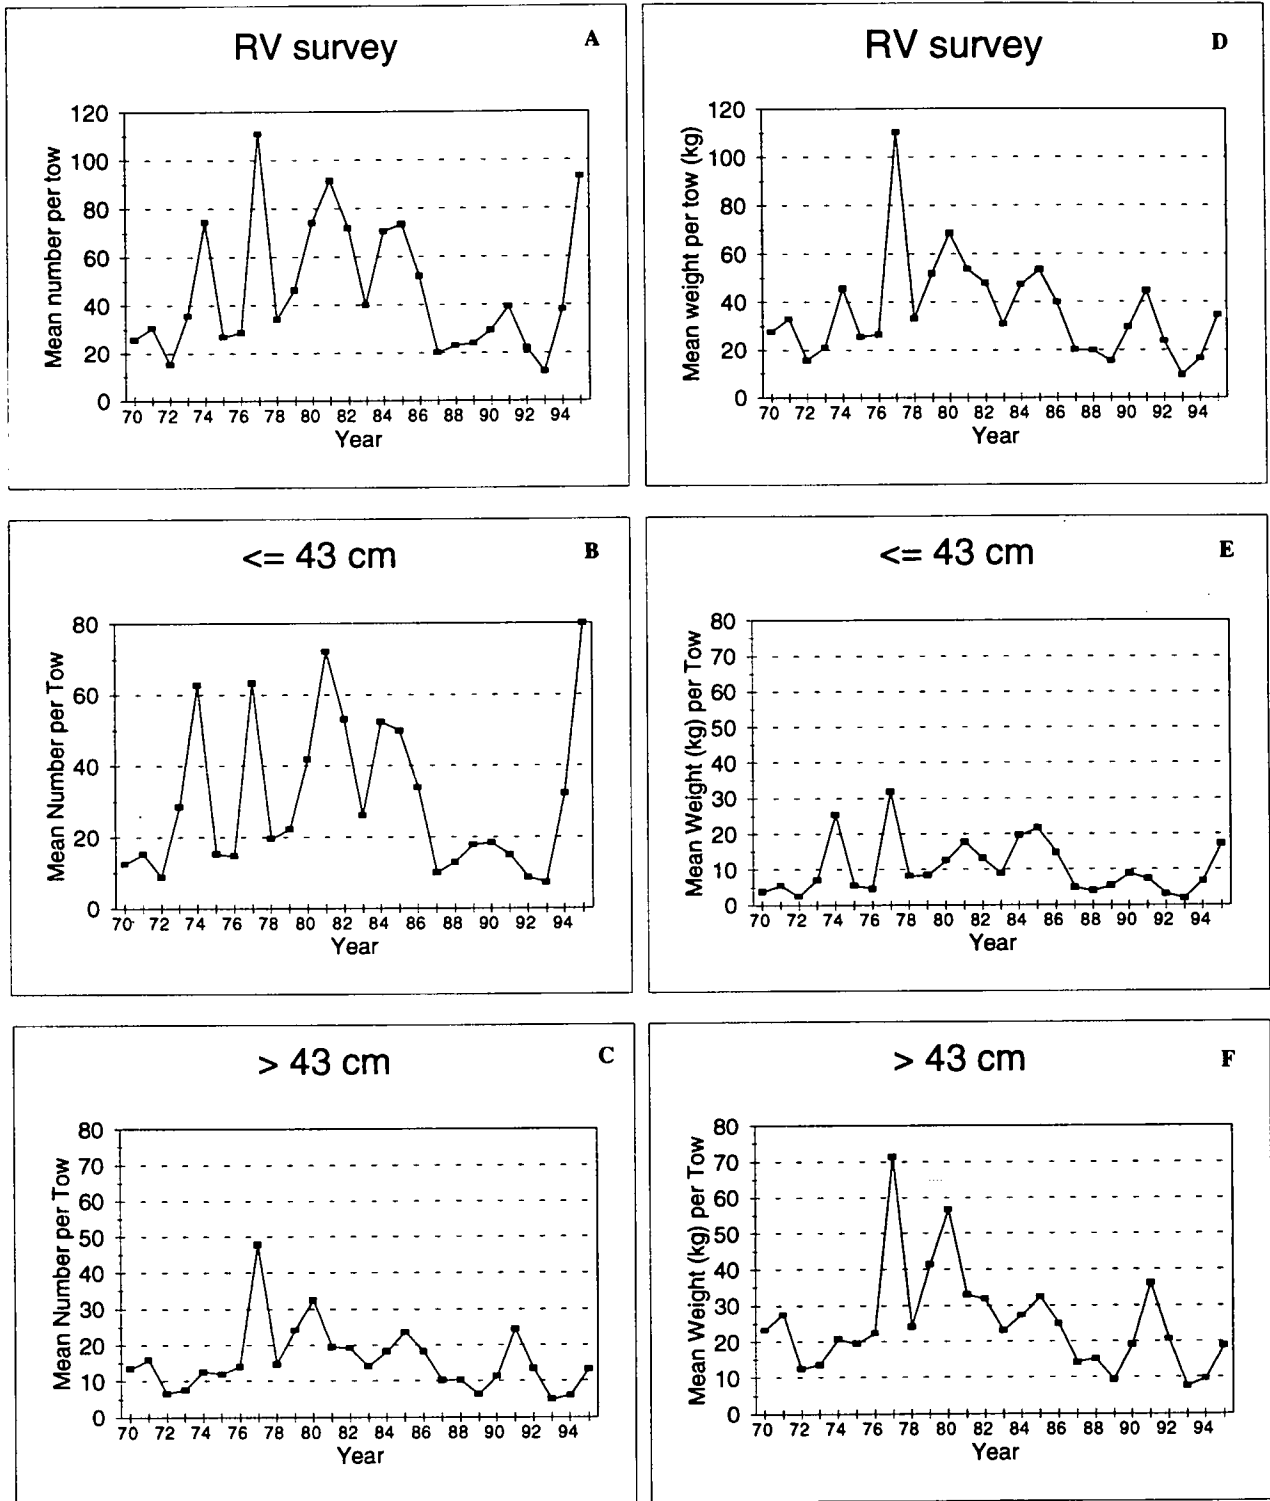 RV survey
A
Mean number per tow
120
100
80
60
40
20
0
70 72 74 76 78 80 82 84 86 88 90 92 94
Year
RV survey
D
Mean weight per tow (kg)
120
100
80
60
40
20
0
70 72 74 76 78 80 82 84 86 88 90 92 94
Year
<= 43 cm
B
Mean Number per Tow
80
60
40
20
0
70 72 74 76 78 80 82 84 86 88 90 92 94
Year
<= 43 cm
E
Mean Weight (kg) per Tow
80
70
60
50
40
30
20
10
0
70 72 74 76 78 80 82 84 86 88 90 92 94
Year
> 43 cm
C
Mean Number per Tow
80
70
60
50
40
30
20
10
0
70 72 74 76 78 80 82 84 86 88 90 92 94
Year
> 43 cm
F
Mean Weight (kg) per Tow
80
70
60
50
40
30
20
10
0
70 72 74 76 78 80 82 84 86 88 90 92 94
Year